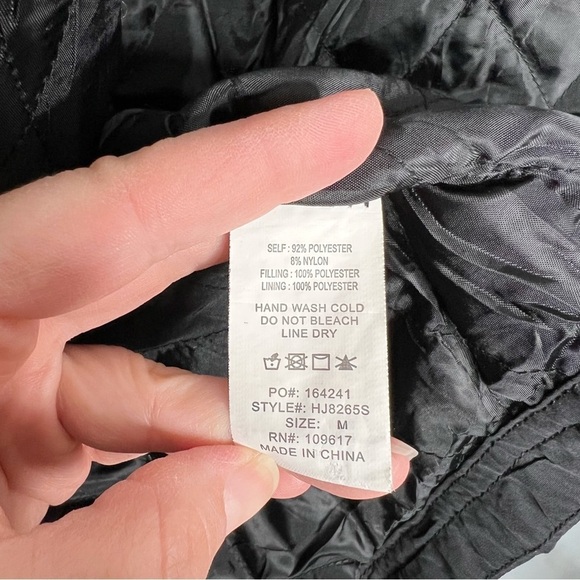 SELF : 92% POLYESTER
8% NYLON
FILLING : 100% POLYESTER
LINING : 100% POLYESTER
HAND WASH COLD
DO NOT BLEACH
LINE DRY
PO#: 164241
STYLE#: HJ8265S
SIZE: M
RN#: 109617
MADE IN CHINA